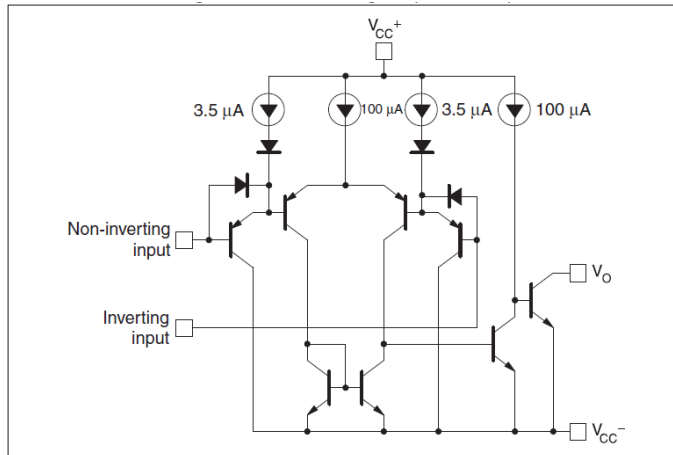 V_CC^+
3.5 μA
100 μA
3.5 μA
100 μA
Non-inverting
input
V_O
Inverting
input
V_CC^-